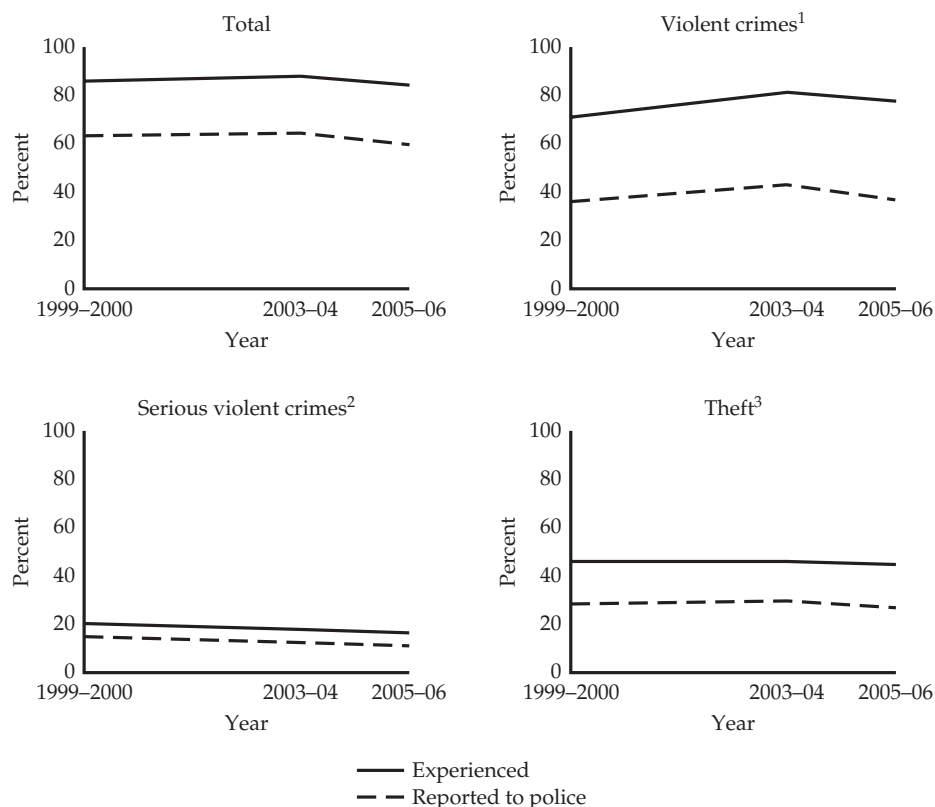 Total
100
80
60
40
20
0
Percent
1999–2000 2003–04 2005–06
Year
Violent crimes¹
100
80
60
40
20
0
Percent
1999–2000 2003–04 2005–06
Year
Serious violent crimes²
100
80
60
40
20
0
Percent
1999–2000 2003–04 2005–06
Year
Theft³
100
80
60
40
20
0
Percent
1999–2000 2003–04 2005–06
Year
Experienced
Reported to police